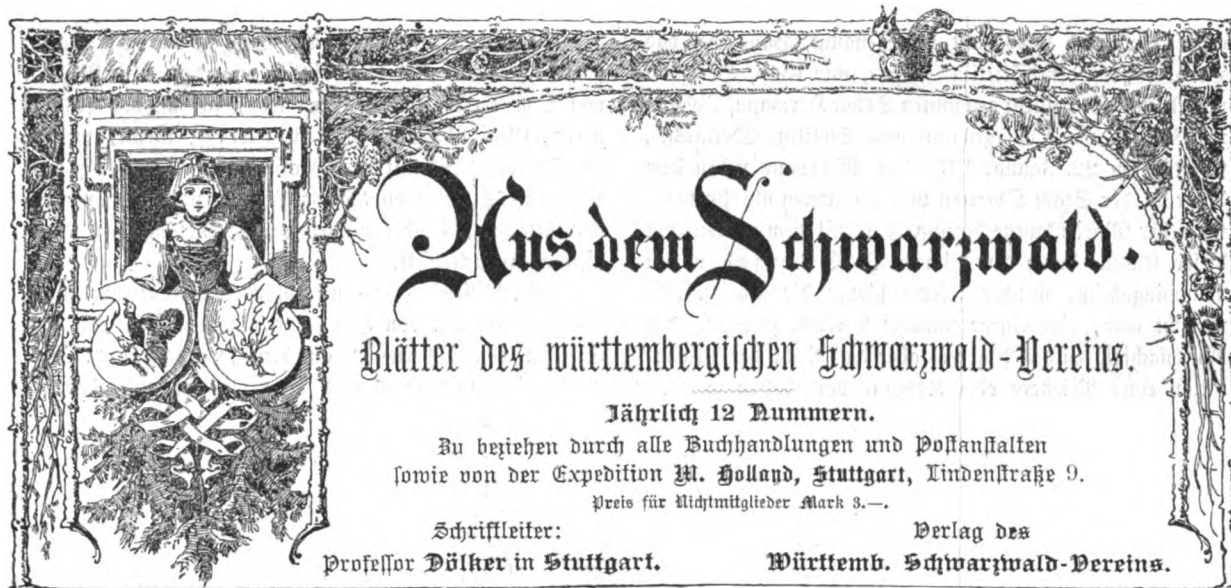 Aus dem Schwarzwald.
Blätter des württembergischen Schwarzwald-Vereins.
Jährlich 12 Nummern.
Zu beziehen durch alle Buchhandlungen und Postanstalten
sowie von der Expedition W. Holland, Stuttgart, Lindenstraße 9.
Preis für Nichtmitglieder Mark 3.—.
Schriftleiter:
Professor Dölker in Stuttgart.
Verlag des
Württemb. Schwarzwald-Vereins.